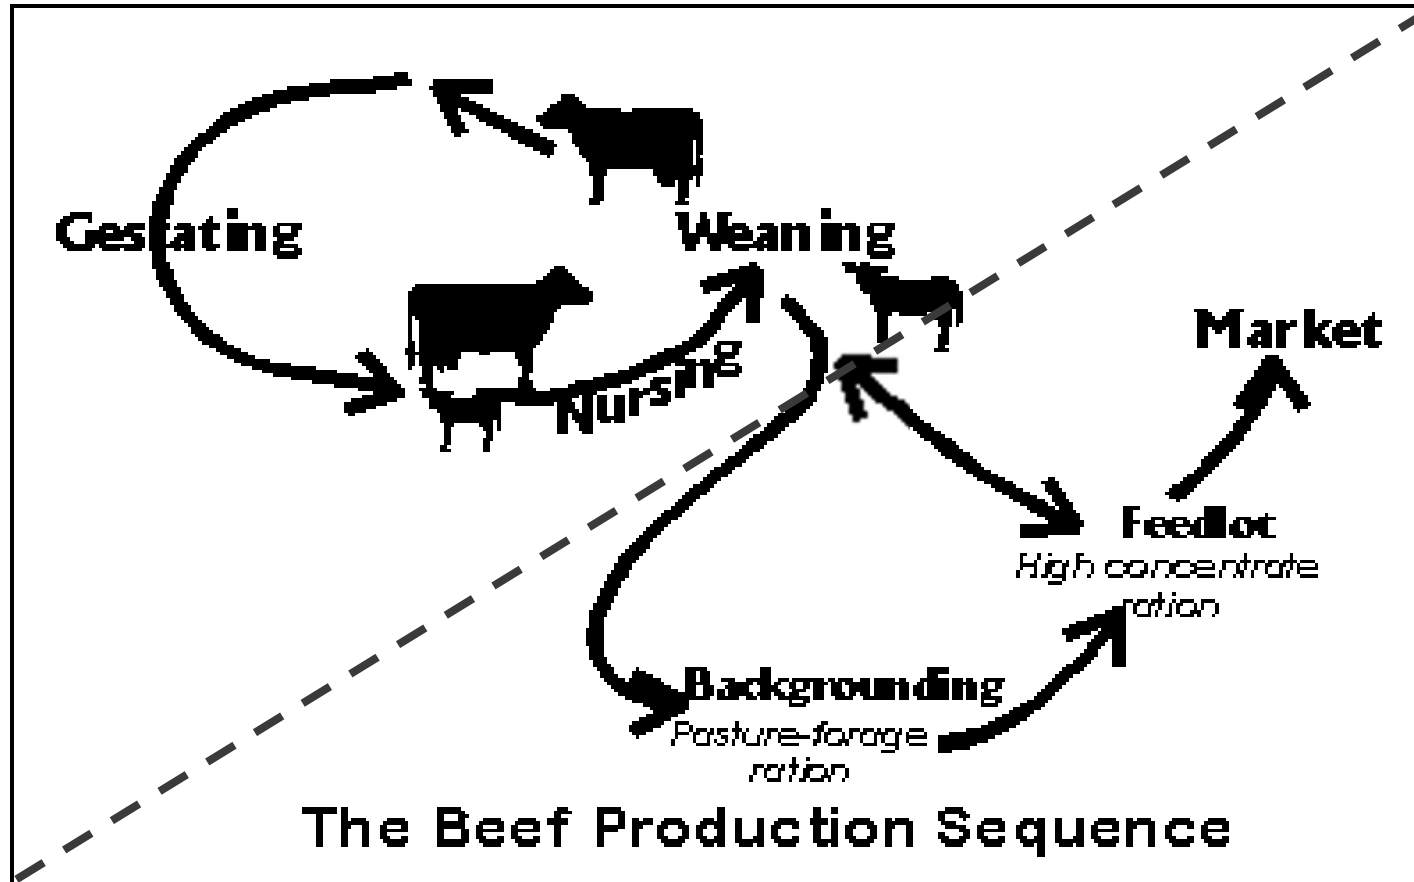 Gestating
Weaning
Nursing
Market
Feedlot
High concentrate
ration
Backgrounding
Pasture-forage
ration
The Beef Production Sequence